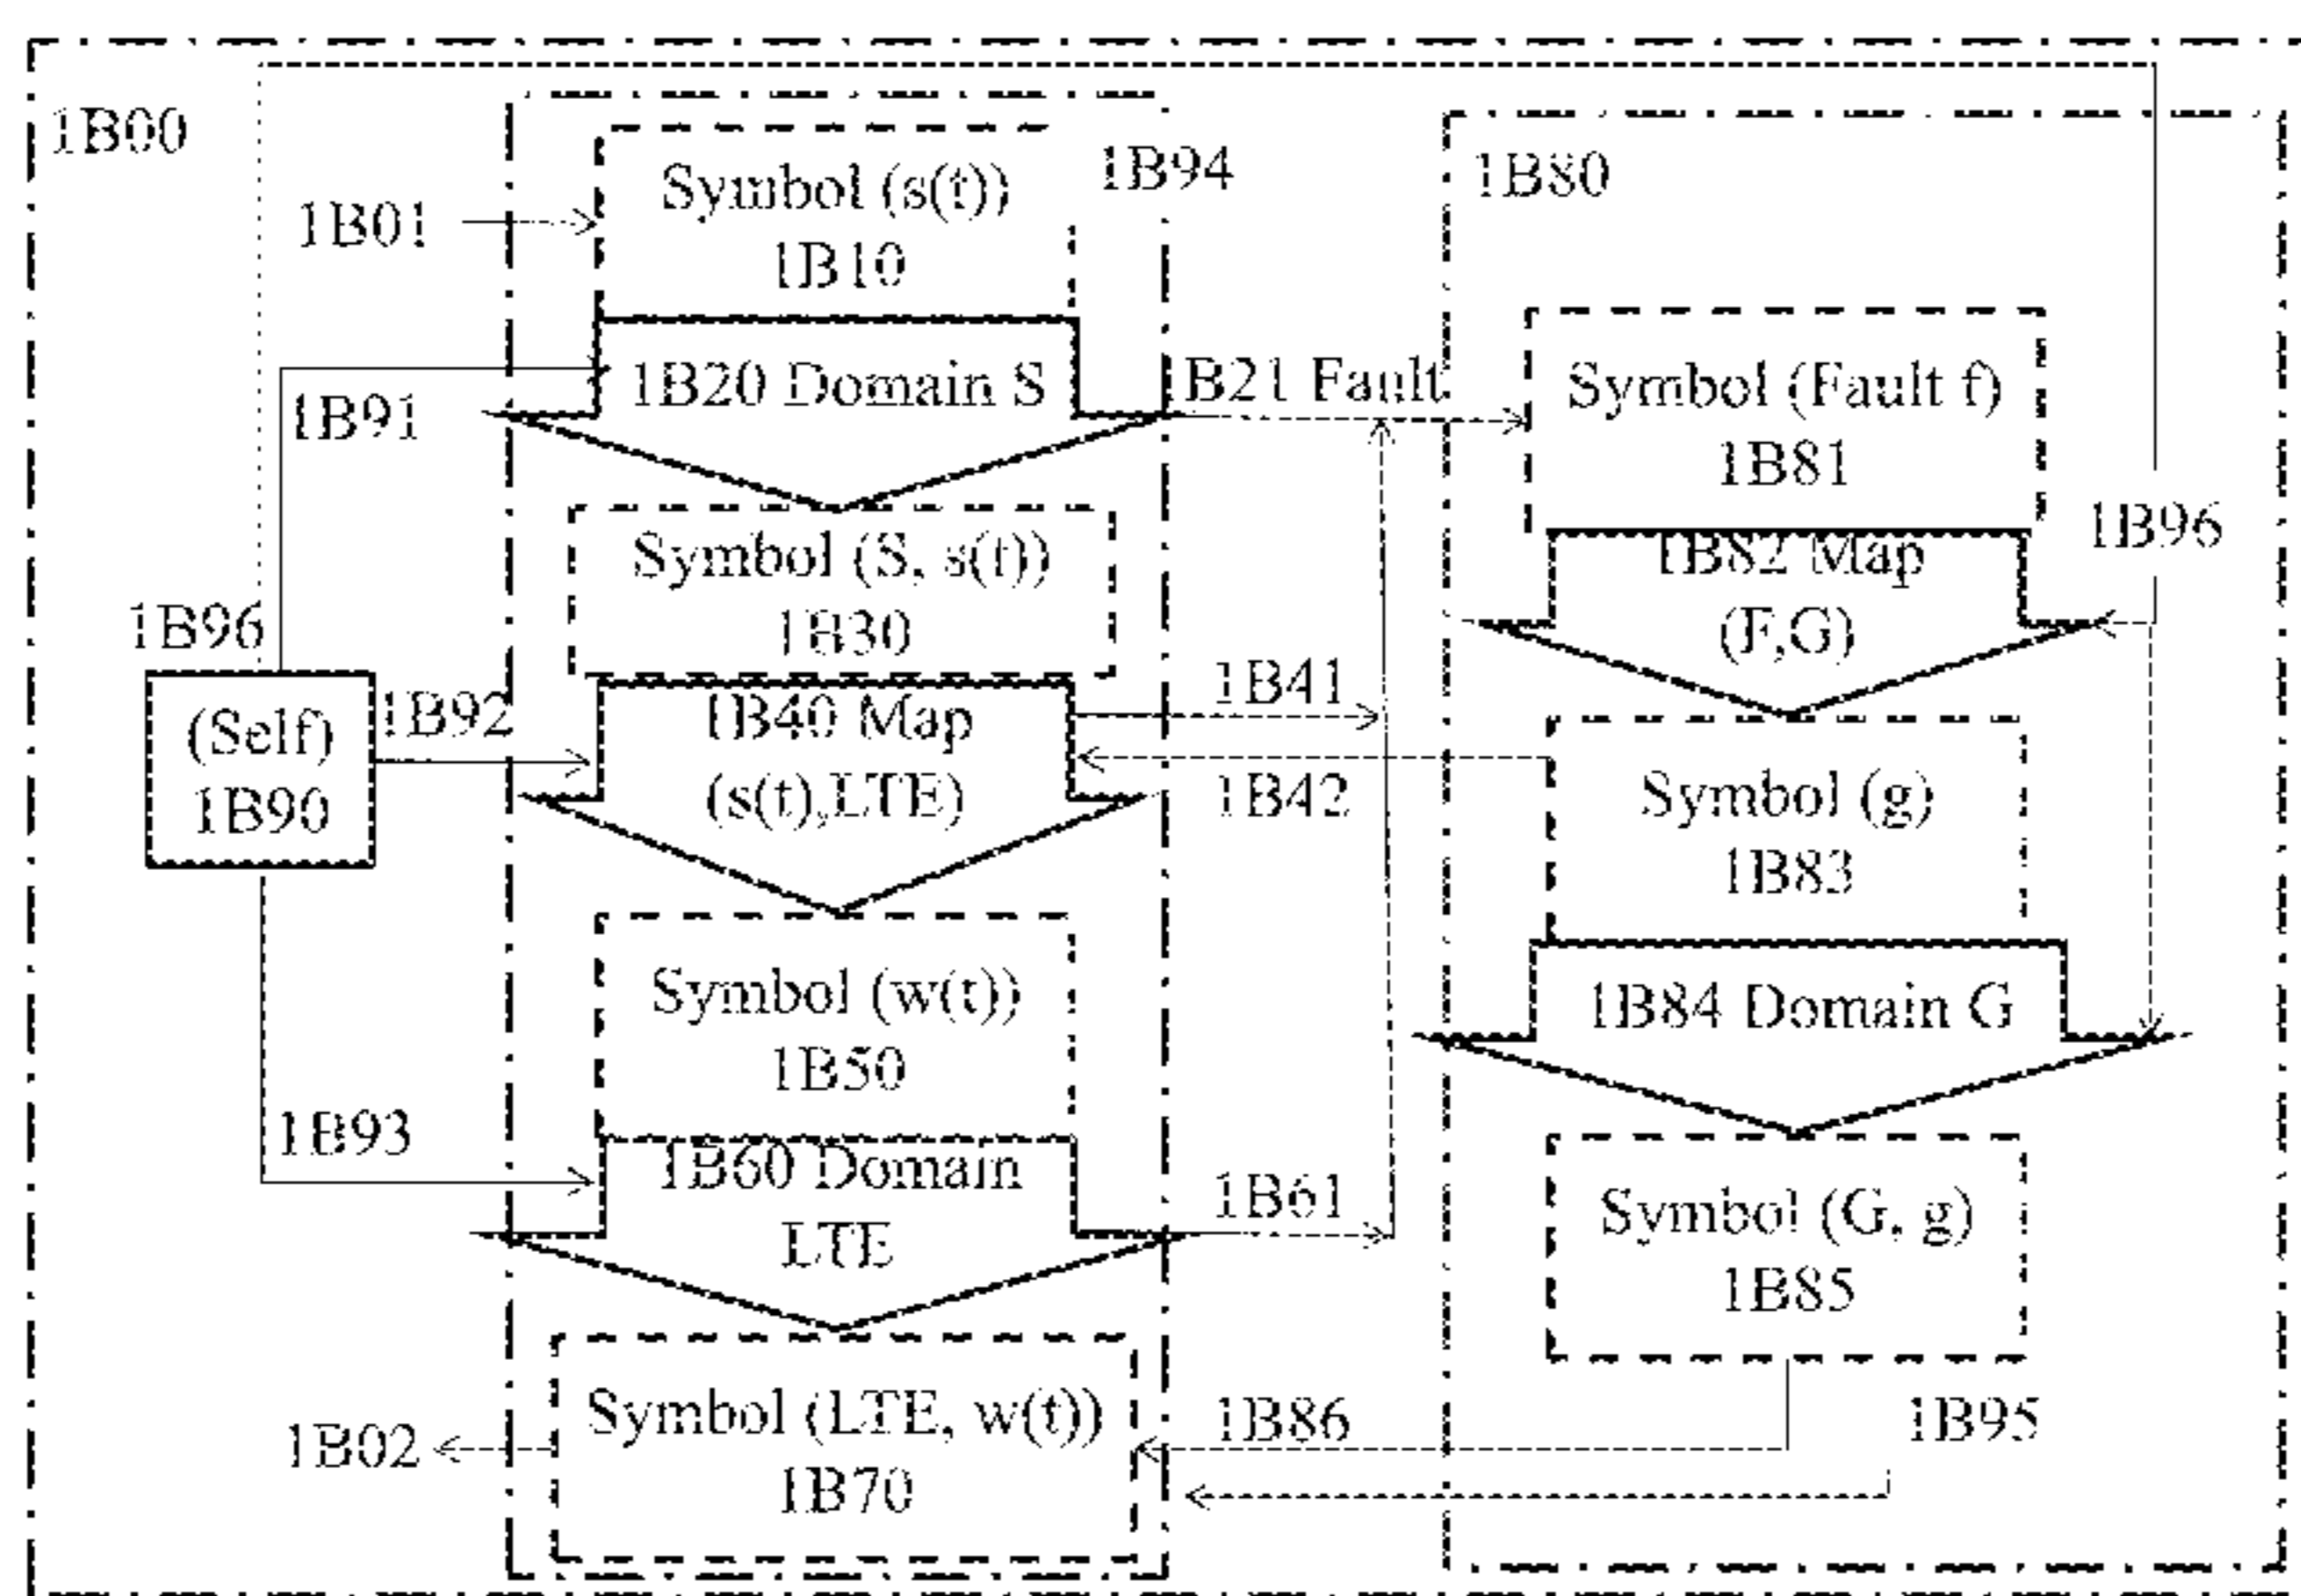 1B00
1B01
Symbol (s(t))
1B10
1B94
1B80
1B20 Domain S
B21 Fault
1B91
Symbol (Fault f)
1B81
Symbol (S, s(t))
1B30
1B82 Map
(F,G)
1B96
1B96
(Self)
1B90
1B92
1B40 Map
(s(t),LTE)
1B41
1B42
Symbol (g)
1B83
Symbol (w(t))
1B50
1B84 Domain G
1B93
1B60 Domain
LTE
1B61
Symbol (G, g)
1B85
1B02
Symbol (LTE, w(t))
1B70
1B86
1B95